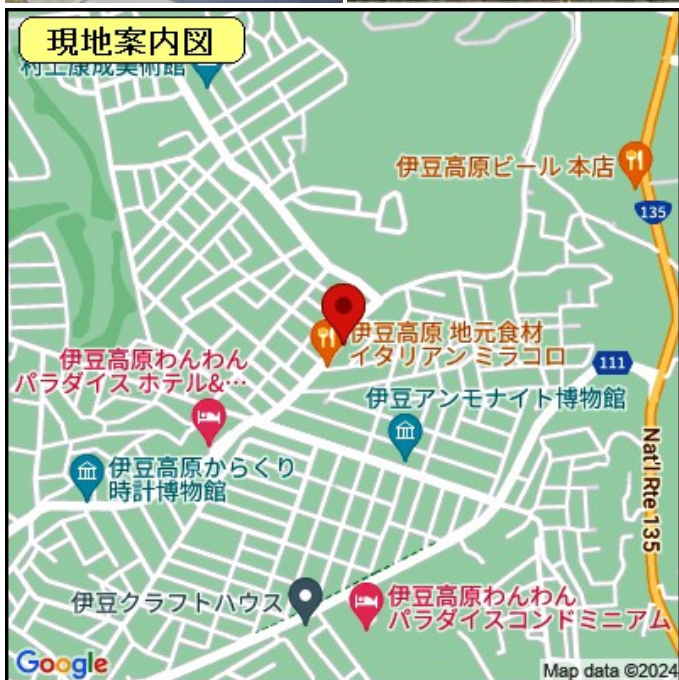 現地案内図
村上康成美術館
伊豆高原ビール 本店
135
伊豆高原 地元食材
イタリアン ミラコロ
伊豆高原わんわん
パラダイス ホテル&…
111
伊豆アンモナイト博物館
伊豆高原からくり
時計博物館
Nat'l Rte 135
伊豆クラフトハウス
伊豆高原わんわん
パラダイスコンドミニアム
Google
Map data ©2024